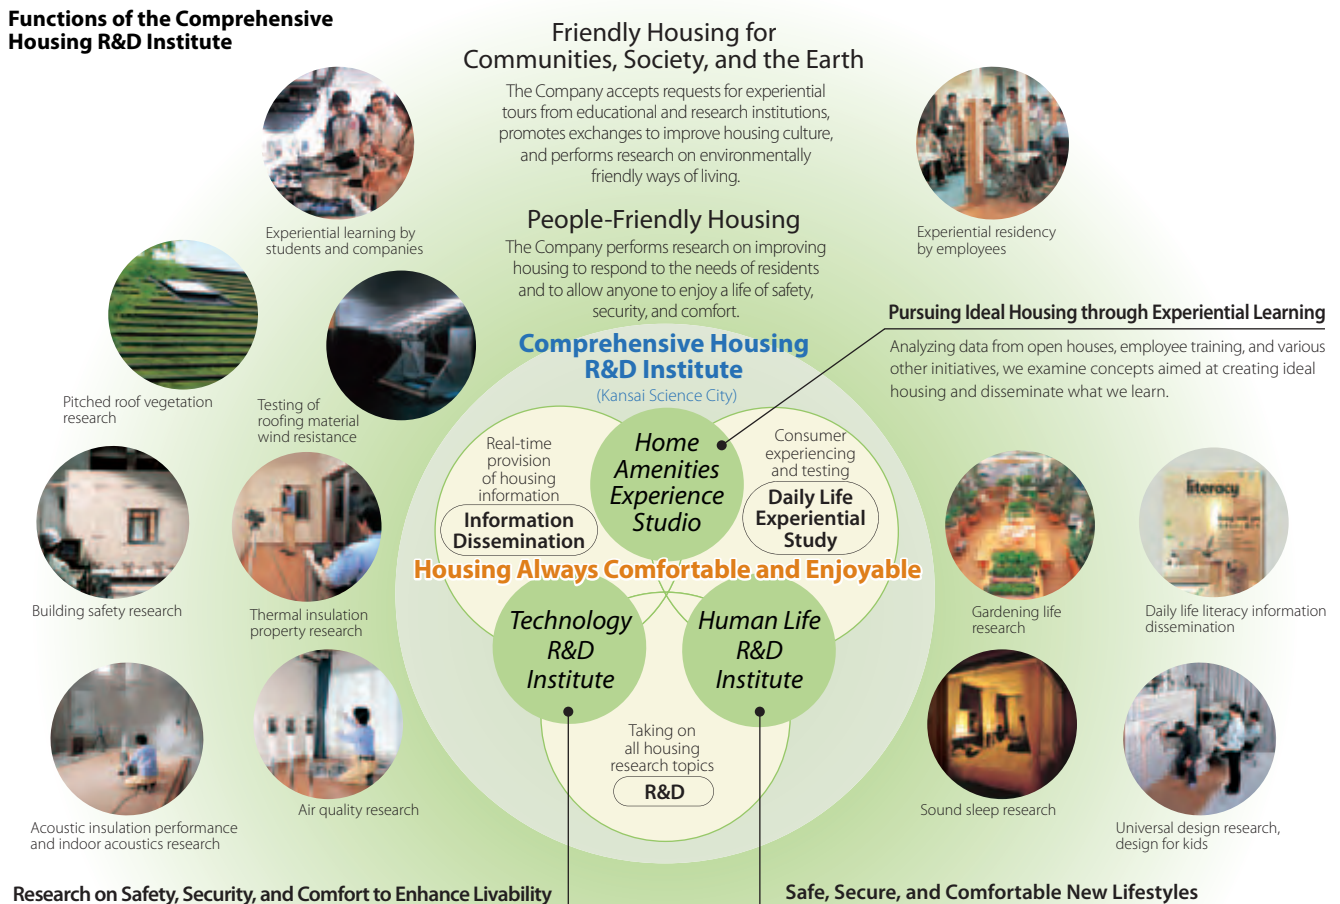 Functions of the Comprehensive
Housing R&D Institute
Friendly Housing for
Communities, Society, and the Earth
The Company accepts requests for experiential
tours from educational and research institutions,
promotes exchanges to improve housing culture,
and performs research on environmentally
friendly ways of living.
Experiential learning by
students and companies
Experiential residency
by employees
People-Friendly Housing
The Company performs research on improving
housing to respond to the needs of residents
and to allow anyone to enjoy a life of safety,
security, and comfort.
Pursuing Ideal Housing through Experiential Learning
Analyzing data from open houses, employee training, and various
other initiatives, we examine concepts aimed at creating ideal
housing and disseminate what we learn.
Comprehensive Housing
R&D Institute
(Kansai Science City)
Pitched roof vegetation
research
Testing of
roofing material
wind resistance
Real-time
provision
of housing
information
Information
Dissemination
Home
Amenities
Experience
Studio
Consumer
experiencing
and testing
Daily Life
Experiential
Study
Housing Always Comfortable and Enjoyable
literacy
Building safety research
Thermal insulation
property research
Gardening life
research
Daily life literacy information
dissemination
Technology
R&D
Institute
Human Life
R&D
Institute
Taking on
all housing
research topics
R&D
Acoustic insulation performance
and indoor acoustics research
Air quality research
Sound sleep research
Universal design research,
design for kids
Research on Safety, Security, and Comfort to Enhance Livability
Safe, Secure, and Comfortable New Lifestyles